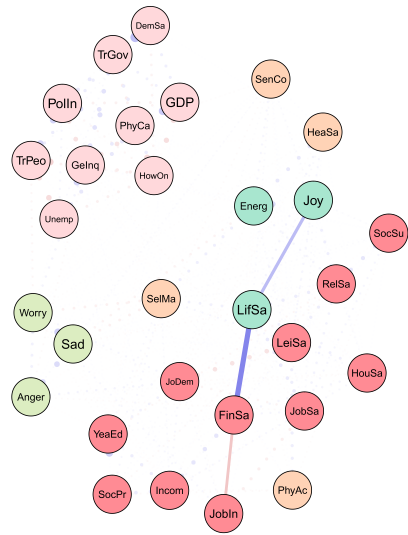 DemSa
TrGov
SenCo
PolIn
GDP
PhyCa
HeaSa
TrPeo
GeInq
HowOn
Energ
Joy
Unemp
SocSu
RelSa
SelMa
LifSa
Worry
Sad
LeiSa
HouSa
JoDem
Anger
FinSa
JobSa
YeaEd
SocPr
Incom
PhyAc
JobIn